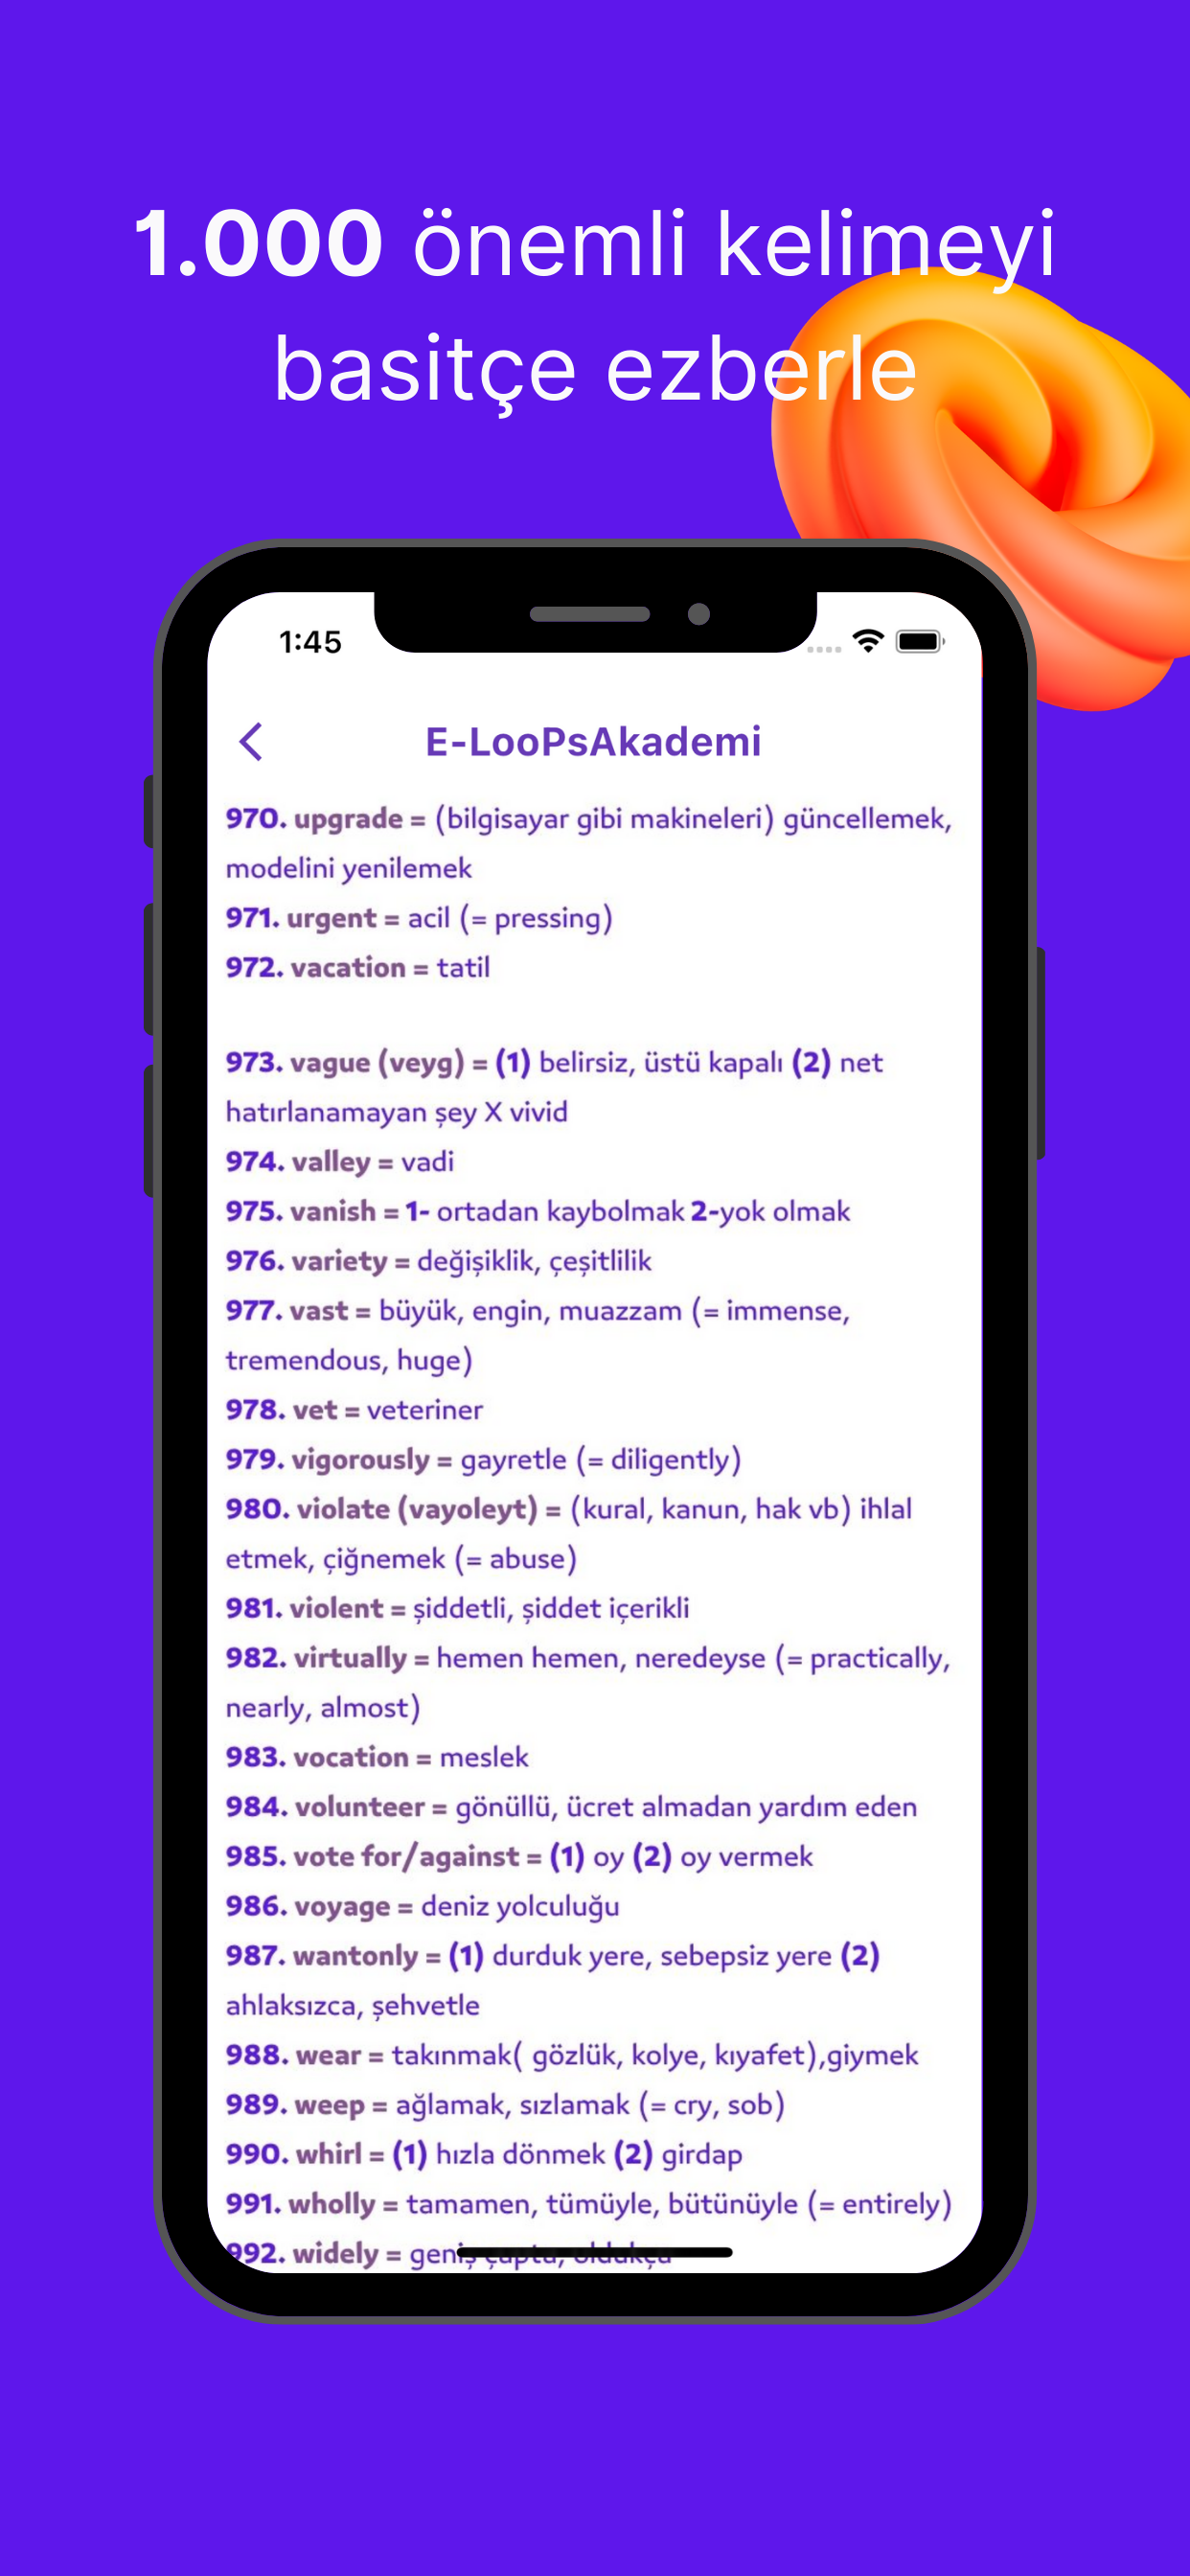 1.000 önemli kelimeyi
basitçe ezberle
1:45
E-LooPsAkademi
970. upgrade = (bilgisayar gibi makineleri) güncellemek,
modelini yenilemek
971. urgent = acil (= pressing)
972. vacation = tatil
973. vague (veyg) = (1) belirsiz, üstü kapalı (2) net
hatırlanamayan şey X vivid
974. valley = vadi
975. vanish = 1- ortadan kaybolmak 2-yok olmak
976. variety = değişiklik, çeşitlilik
977. vast = büyük, engin, muazzam (= immense,
tremendous, huge)
978. vet = veteriner
979. vigorously = gayretle (= diligently)
980. violate (vayoleyt) = (kural, kanun, hak vb) ihlal
etmek, çiğnemek (= abuse)
981. violent = şiddetli, şiddet içerikli
982. virtually = hemen hemen, neredeyse (= practically,
nearly, almost)
983. vocation = meslek
984. volunteer = gönüllü, ücret almadan yardım eden
985. vote for/against = (1) oy (2) oy vermek
986. voyage = deniz yolculuğu
987. wantonly = (1) durduk yere, sebepsiz yere (2)
ahlaksızca, şehvetle
988. wear = takınmak( gözlük, kolye, kıyafet),giymek
989. weep = ağlamak, sızlamak (= cry, sob)
990. whirl = (1) hızla dönmek (2) girdap
991. wholly = tamamen, tümüyle, bütünüyle (= entirely)
992. widely = geniş çapta, oldukça